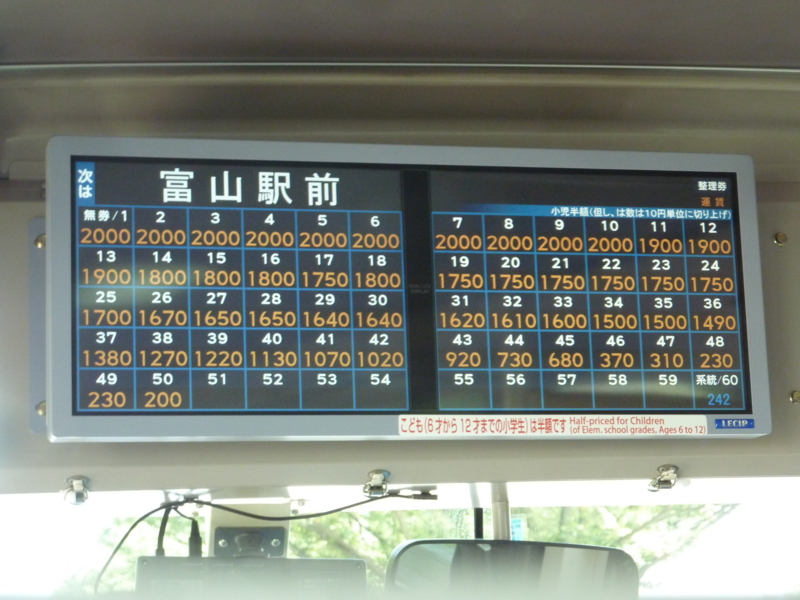 次は 富山駅前
整理券
運賃
小児半額(但し、は数は10円単位に切り上げ)
無券/1 2 3 4 5 6 7 8 9 10 11 12
2000 2000 2000 2000 2000 2000 2000 2000 2000 2000 1900 1900
13 14 15 16 17 18 19 20 21 22 23 24
1900 1800 1800 1800 1750 1800 1750 1750 1750 1750 1750 1750
25 26 27 28 29 30 31 32 33 34 35 36
1700 1670 1650 1650 1640 1640 1620 1610 1600 1500 1500 1490
37 38 39 40 41 42 43 44 45 46 47 48
1380 1270 1220 1130 1070 1020 920 730 680 370 310 230
49 50 51 52 53 54 55 56 57 58 59 系統/60
230 200 242
こども(6才から12才までの小学生)は半額です Half-priced for Children
(of Elem. school grades, Ages 6 to 12)
LECIP